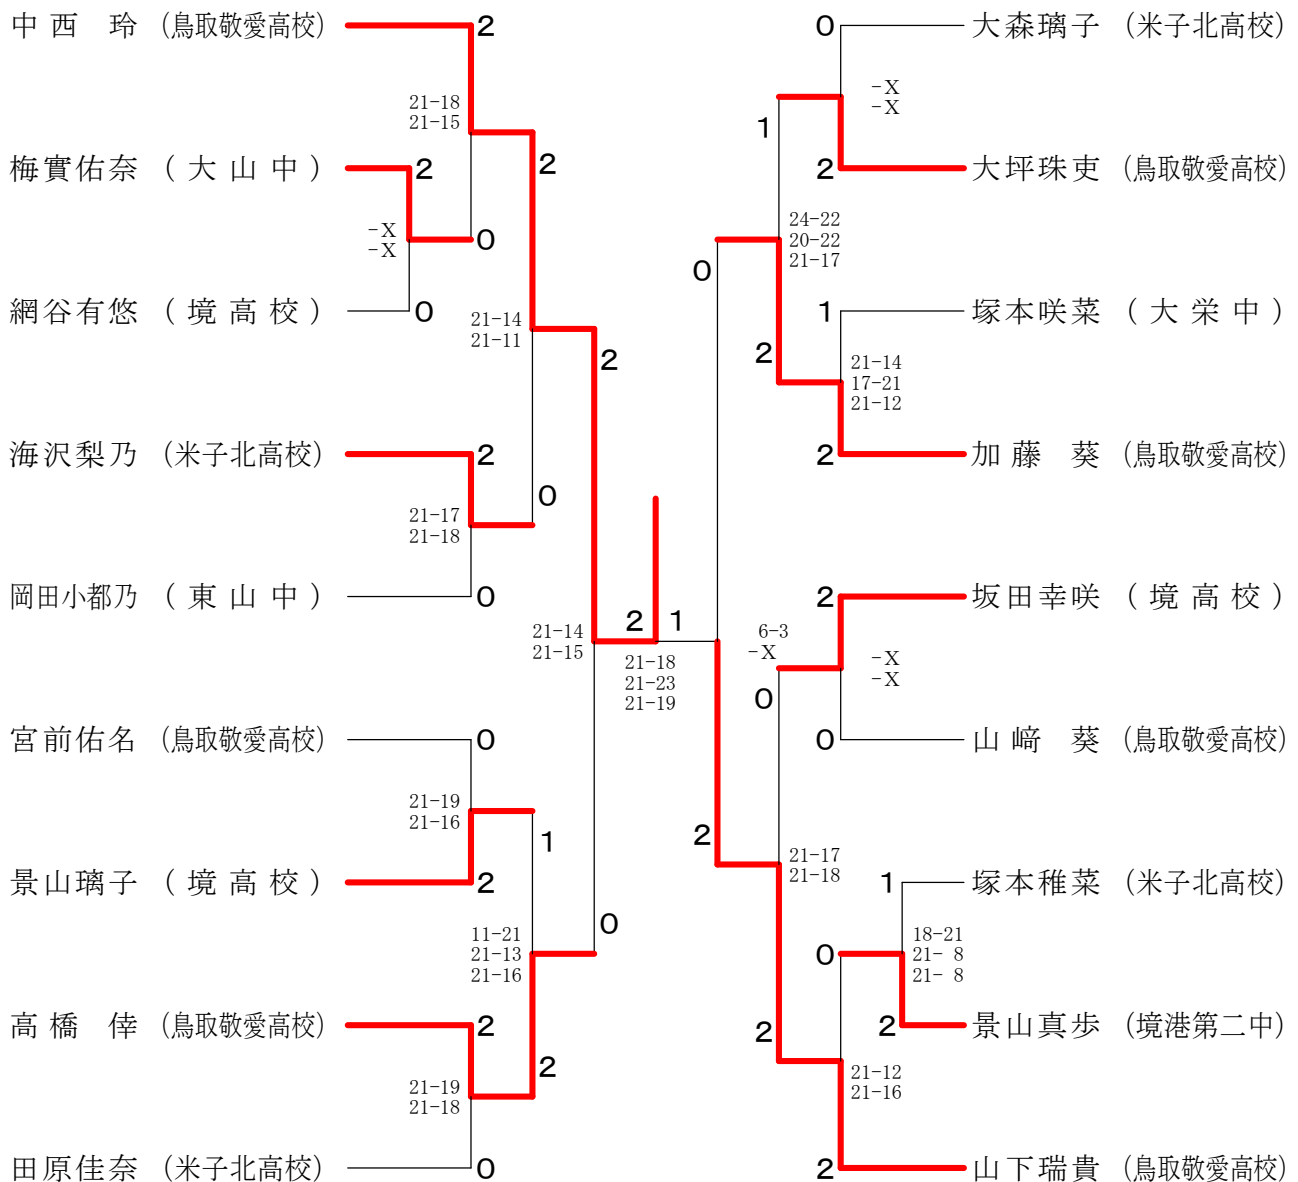 中西 玲 (鳥取敬愛高校)
2
21-18
21-15
梅實佑奈 (大山中)
2
2
-X
-X
0
網谷有悠 (境高校)
0
21-14
21-11
2
海沢梨乃 (米子北高校)
2
0
21-17
21-18
岡田小都乃 (東山中)
0
21-14
21-15
2
1
21-18
21-23
21-19
宮前佑名 (鳥取敬愛高校)
0
21-19
21-16
1
景山璃子 (境高校)
2
11-21
21-13
21-16
0
高橋 倖 (鳥取敬愛高校)
2
2
21-19
21-18
田原佳奈 (米子北高校)
0
0
大森璃子 (米子北高校)
-X
-X
1
2
大坪珠吏 (鳥取敬愛高校)
24-22
20-22
21-17
0
1
塚本咲菜 (大栄中)
2
21-14
17-21
21-12
2
加藤 葵 (鳥取敬愛高校)
2
坂田幸咲 (境高校)
6-3
-X
-X
-X
0
0
山﨑 葵 (鳥取敬愛高校)
2
21-17
21-18
1
塚本稚菜 (米子北高校)
18-21
21- 8
21- 8
0
2
2
景山真歩 (境港第二中)
21-12
21-16
2
山下瑞貴 (鳥取敬愛高校)